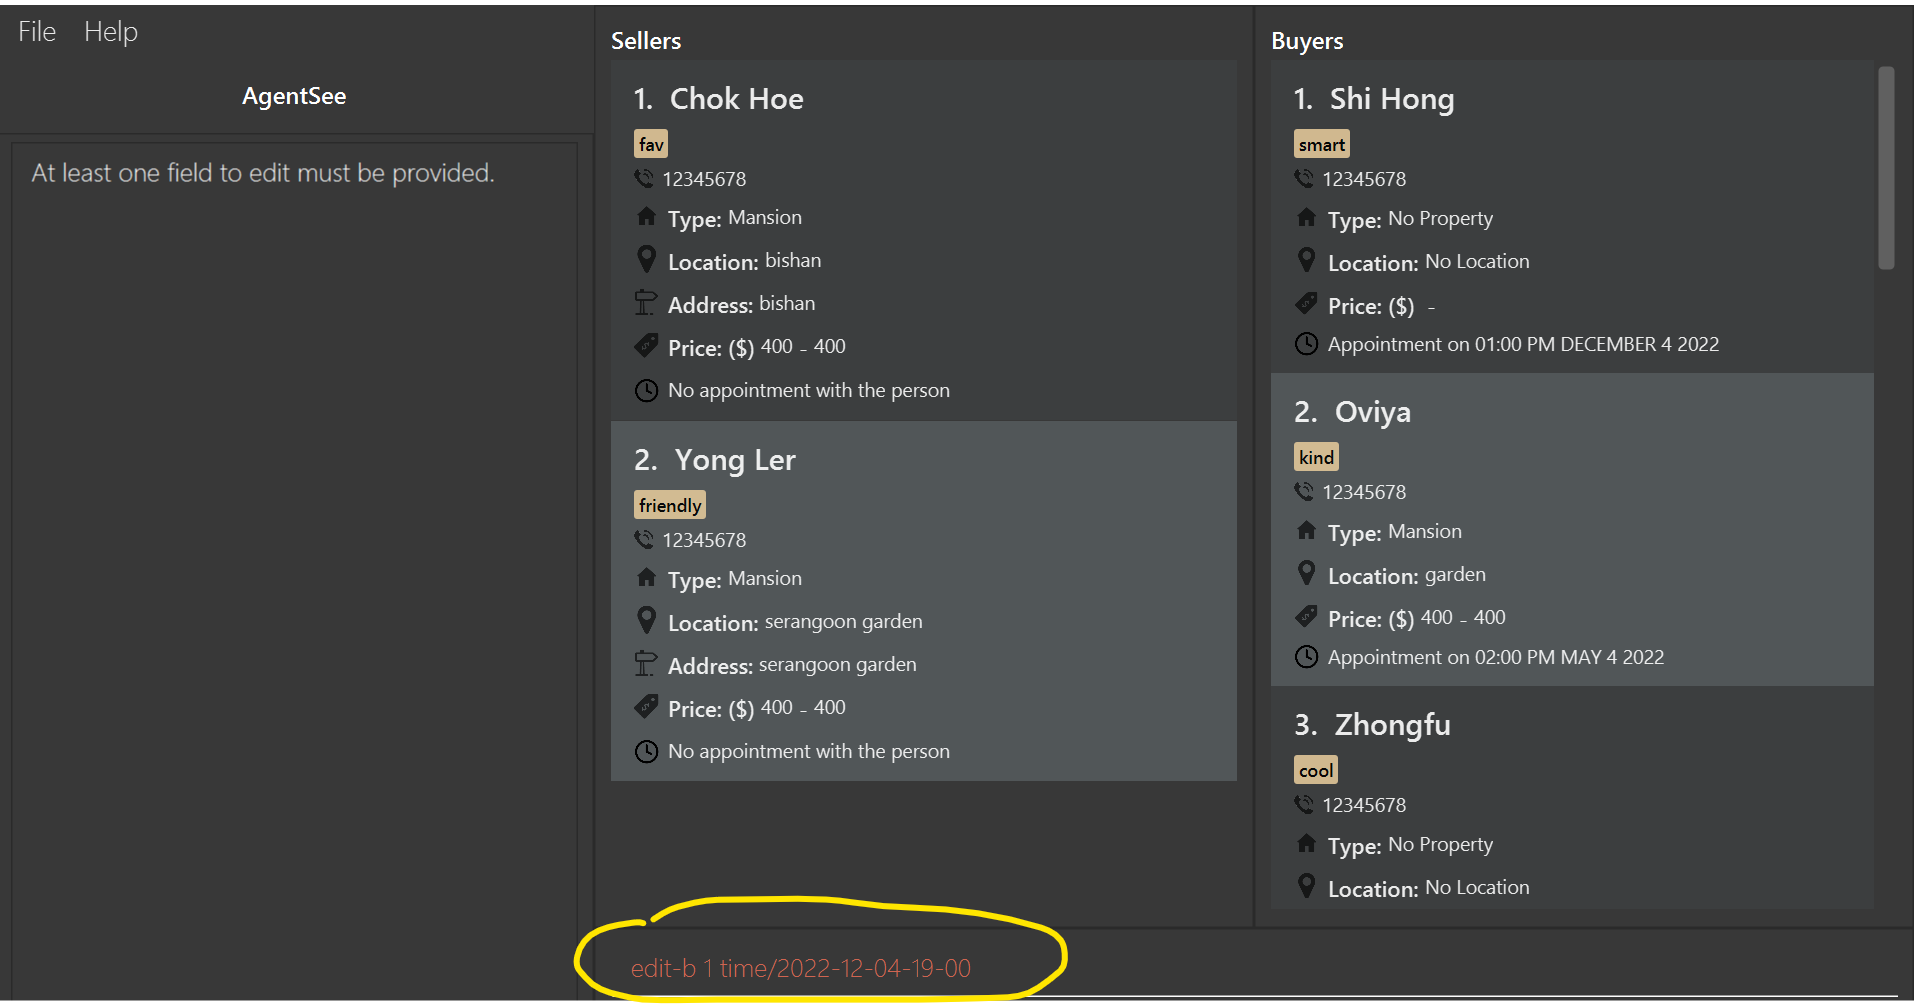 File Help
AgentSee
At least one field to edit must be provided.
Sellers
1. Chok Hoe
fav
12345678
Type: Mansion
Location: bishan
Address: bishan
Price: ($) 400 - 400
No appointment with the person
2. Yong Ler
friendly
12345678
Type: Mansion
Location: serangoon garden
Address: serangoon garden
Price: ($) 400 - 400
No appointment with the person
Buyers
1. Shi Hong
smart
12345678
Type: No Property
Location: No Location
Price: ($) -
Appointment on 01:00 PM DECEMBER 4 2022
2. Oviya
kind
12345678
Type: Mansion
Location: garden
Price: ($) 400 - 400
Appointment on 02:00 PM MAY 4 2022
3. Zhongfu
cool
12345678
Type: No Property
Location: No Location
edit-b 1 time/2022-12-04-19-00